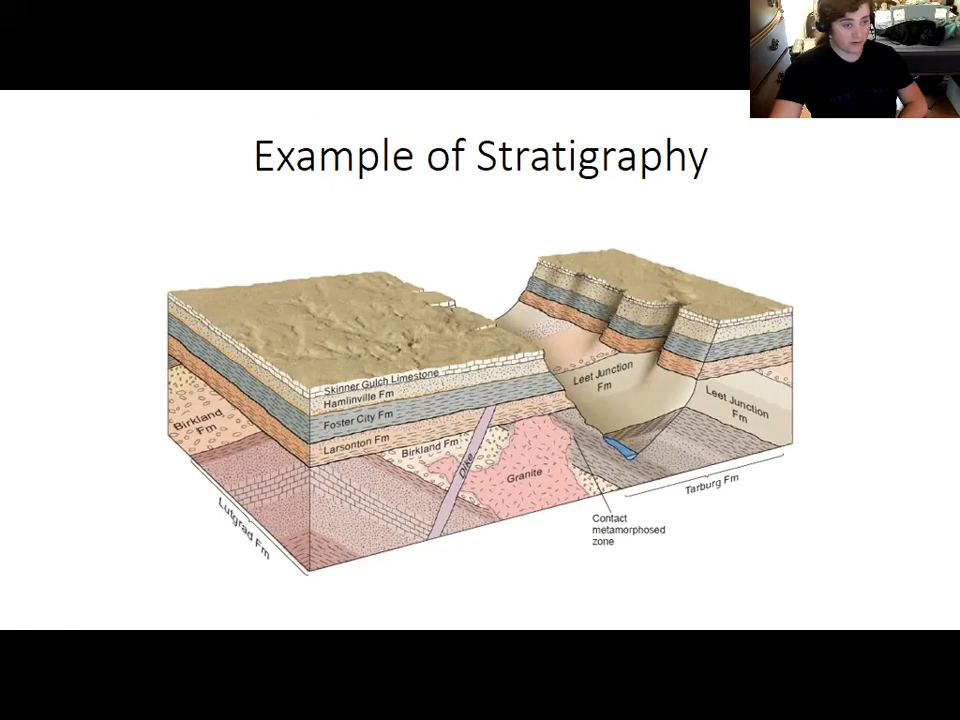 Example of Stratigraphy
Skinner Gulch Limestone
Hamlinville Fm
Foster City Fm
Larsonton Fm
Birkland
Fm
Birkland Fm
Dike
Granite
Leet Junction
Fm
Leet Junction
Fm
Tarburg Fm
Lutgrad Fm
Contact
metamorphosed
zone